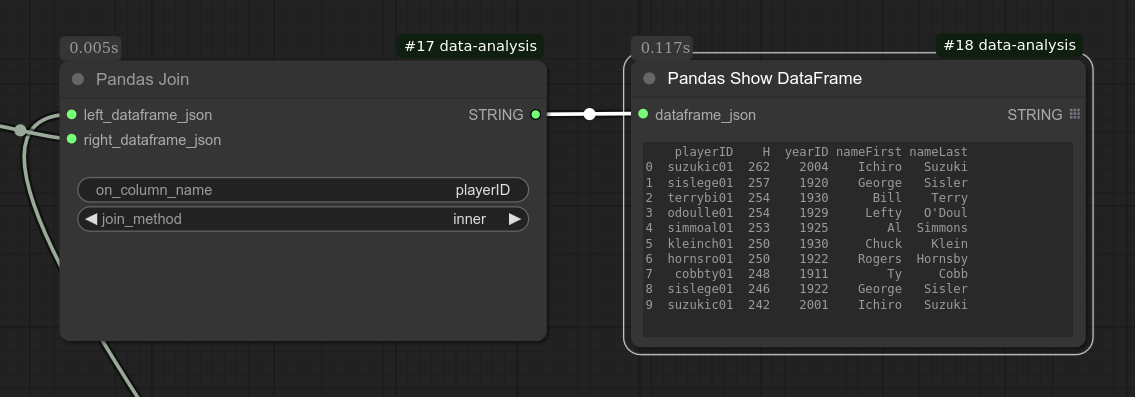 0.005s
#17 data-analysis
Pandas Join
left_dataframe_json
STRING
right_dataframe_json
on_column_name playerID
join_method inner
0.117s
#18 data-analysis
Pandas Show DataFrame
dataframe_json
STRING
playerID H yearID nameFirst nameLast
0 suzukic01 262 2004 Ichiro Suzuki
1 sislege01 257 1920 George Sisler
2 terrybi01 254 1930 Bill Terry
3 odoulle01 254 1929 Lefty O'Doul
4 simmoal01 253 1925 Al Simmons
5 kleinch01 250 1930 Chuck Klein
6 hornsro01 250 1922 Rogers Hornsby
7 cobbty01 248 1911 Ty Cobb
8 sislege01 246 1922 George Sisler
9 suzukic01 242 2001 Ichiro Suzuki